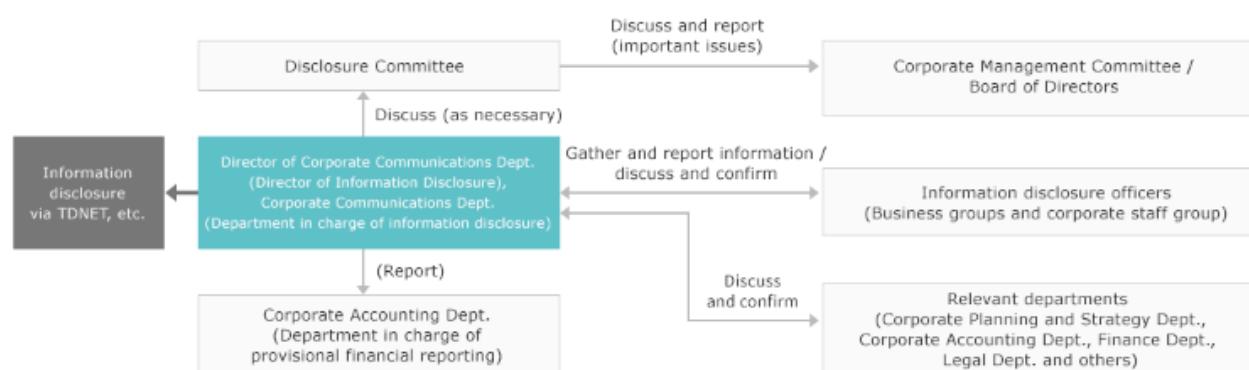 Discuss and report
(important issues)
Disclosure Committee
Corporate Management Committee /
Board of Directors
Discuss (as necessary)
Information
disclosure
via TDNET, etc.
Director of Corporate Communications Dept.
(Director of Information Disclosure),
Corporate Communications Dept.
(Department in charge of information disclosure)
Gather and report information /
discuss and confirm
Information disclosure officers
(Business groups and corporate staff group)
(Report)
Discuss
and confirm
Corporate Accounting Dept.
(Department in charge of
provisional financial reporting)
Relevant departments
(Corporate Planning and Strategy Dept.,
Corporate Accounting Dept., Finance Dept.,
Legal Dept. and others)